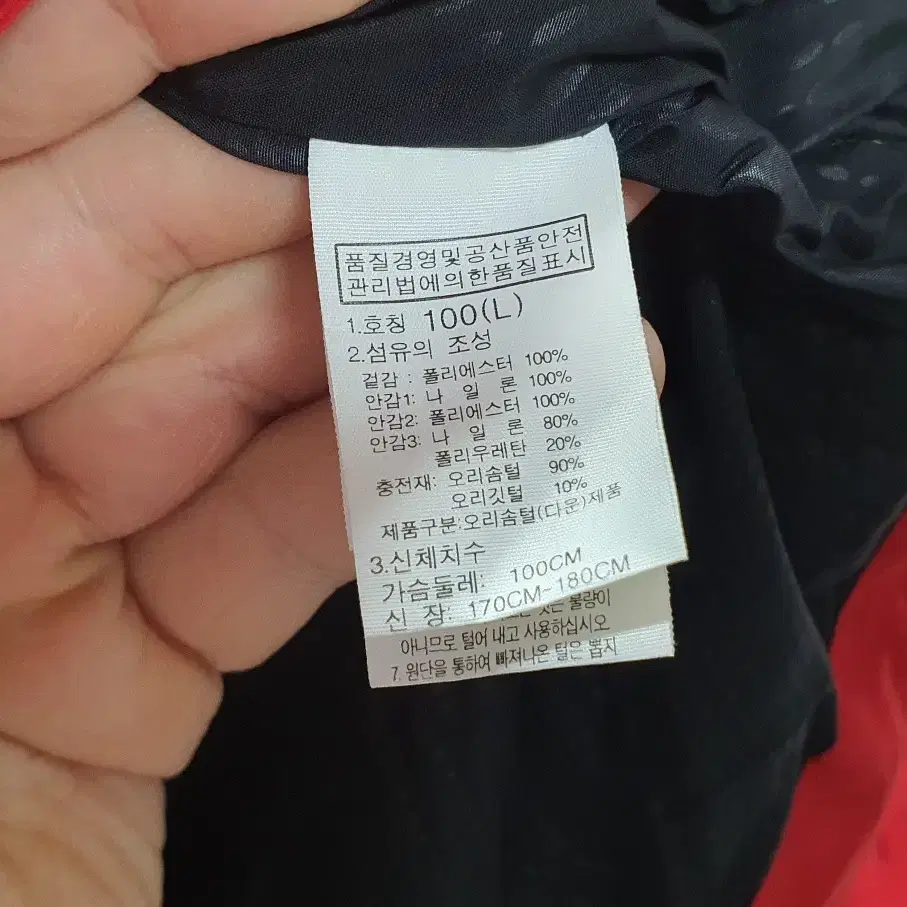 품질경영및공산품안전
관리법에의한품질표시
1.호칭 100(L)
2.섬유의 조성
겉감 : 폴리에스터 100%
안감1: 나 일 론 100%
안감2: 폴리에스터 100%
안감3: 나 일 론 80%
폴리우레탄 20%
충전재: 오리솜털 90%
오리깃털 10%
제품구분:오리솜털(다운)제품
3.신체치수
가슴둘레: 100CM
신 장: 170CM~180CM
불량이
아니므로 털어 내고 사용하십시오
7. 원단을 통하여 빠져나온 털은 뽑지